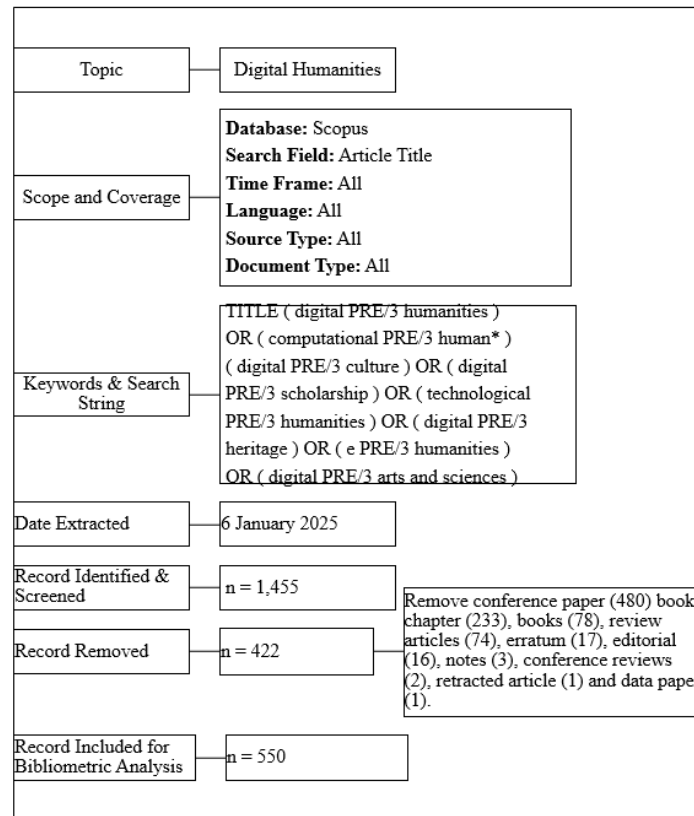 Topic
Digital Humanities
Scope and Coverage
Database: Scopus
Search Field: Article Title
Time Frame: All
Language: All
Source Type: All
Document Type: All
Keywords & Search
String
TITLE ( digital PRE/3 humanities )
OR ( computational PRE/3 human* )
( digital PRE/3 culture ) OR ( digital
PRE/3 scholarship ) OR ( technological
PRE/3 humanities ) OR ( digital PRE/3
heritage ) OR ( e PRE/3 humanities )
OR ( digital PRE/3 arts and sciences )
Date Extracted
6 January 2025
Record Identified &
Screened
n = 1,455
Record Removed
n = 422
Remove conference paper (480) book
chapter (233), books (78), review
articles (74), erratum (17), editorial
(16), notes (3), conference reviews
(2), retracted article (1) and data pape
(1).
Record Included for
Bibliometric Analysis
n = 550